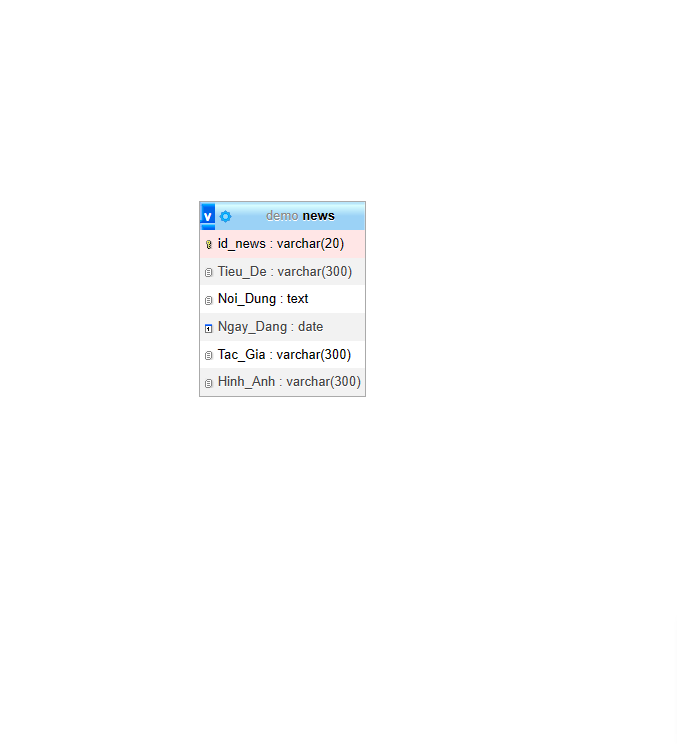 v demo news
id_news : varchar(20)
Tieu_De : varchar(300)
Noi_Dung : text
Ngay_Dang : date
Tac_Gia : varchar(300)
Hinh_Anh : varchar(300)